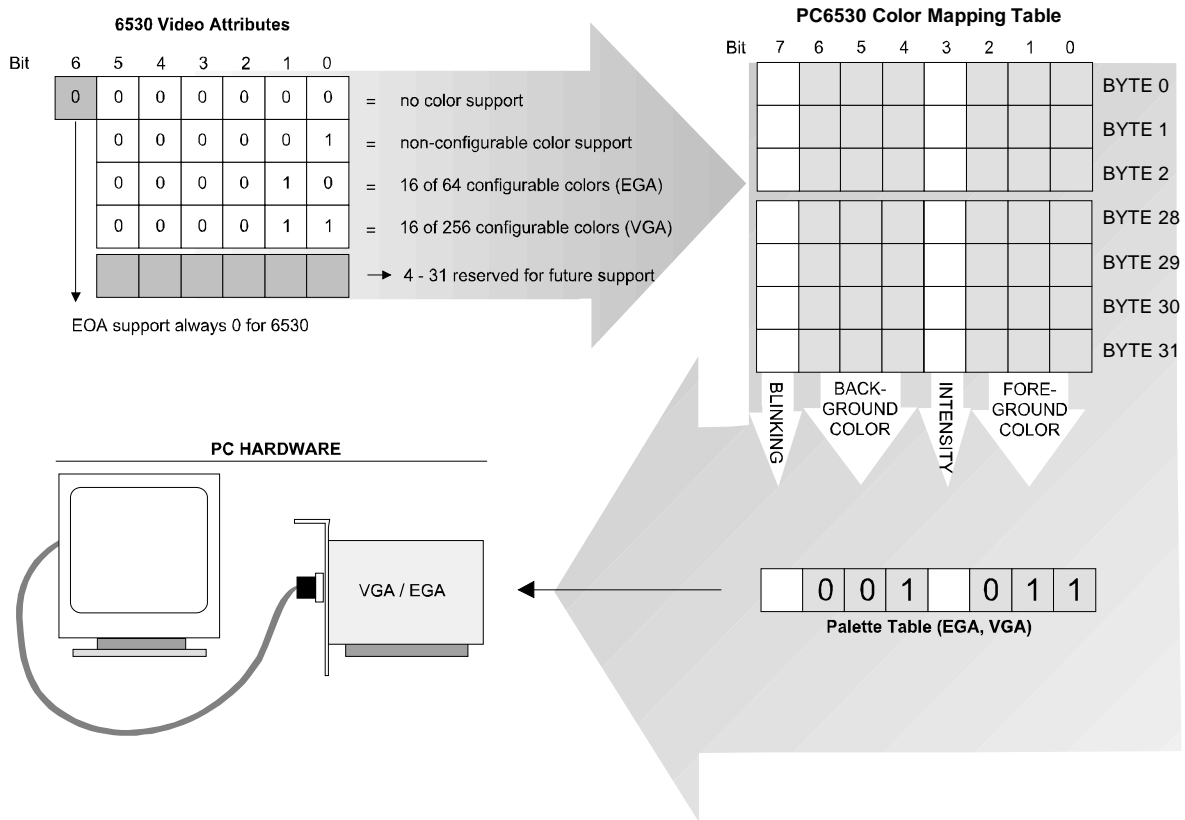 6530 Video Attributes
Bit 6 5 4 3 2 1 0
0 0 0 0 0 0 0 = no color support
0 0 0 0 0 1 = non-configurable color support
0 0 0 0 1 0 = 16 of 64 configurable colors (EGA)
0 0 0 0 1 1 = 16 of 256 configurable colors (VGA)
4 - 31 reserved for future support
EOA support always 0 for 6530
PC6530 Color Mapping Table
Bit 7 6 5 4 3 2 1 0
BYTE 0
BYTE 1
BYTE 2
BYTE 28
BYTE 29
BYTE 30
BYTE 31
BLINKING
BACK-
GROUND
COLOR
INTENSITY
FORE-
GROUND
COLOR
PC HARDWARE
VGA / EGA
0 0 1 0 1 1
Palette Table (EGA, VGA)